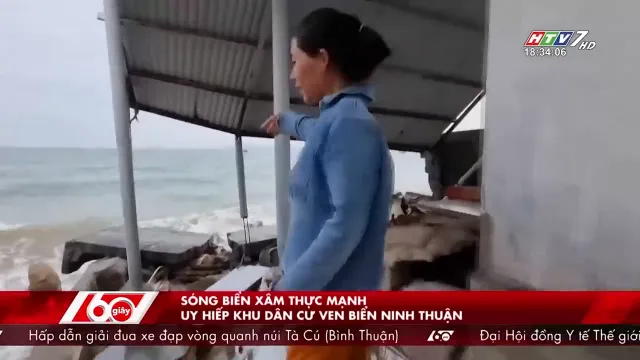 HTV7 HD
18:34:06
60 giây
SÓNG BIỂN XÂM THỰC MẠNH
UY HIẾP KHU DÂN CƯ VEN BIỂN NINH THUẬN
Hấp dẫn giải đua xe đạp vòng quanh núi Tà Cú (Bình Thuận) 60 Đại Hội đồng Y tế Thế giới